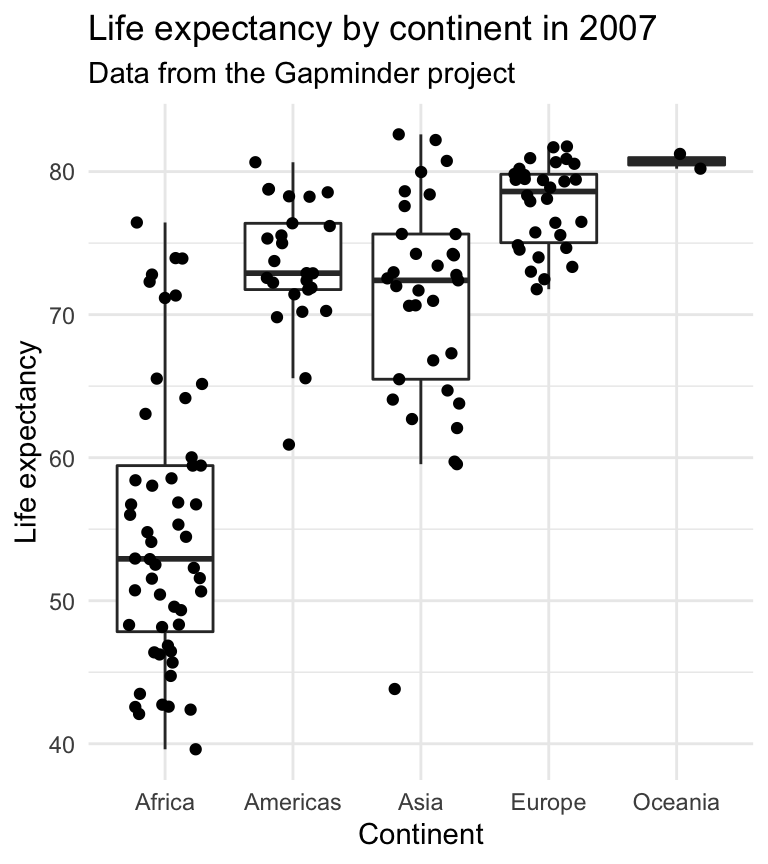 Life expectancy by continent in 2007
Data from the Gapminder project
Life expectancy
80
70
60
50
40
Africa Americas Asia Europe Oceania
Continent